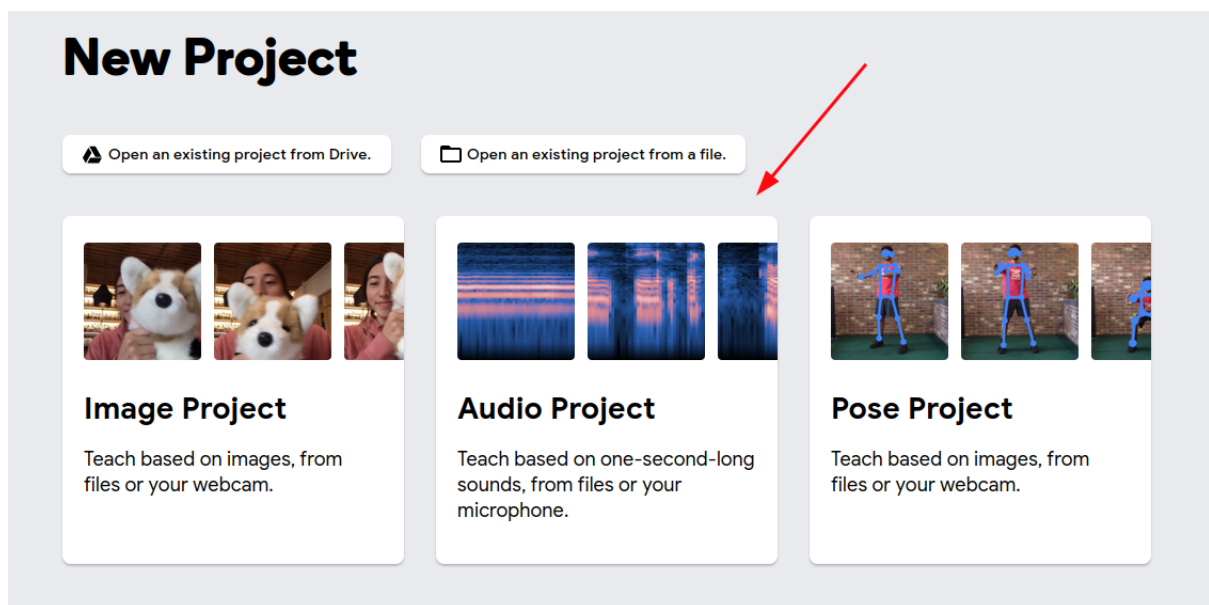 New Project
Open an existing project from Drive.
Open an existing project from a file.
Image Project
Teach based on images, from
files or your webcam.
Audio Project
Teach based on one-second-long
sounds, from files or your
microphone.
Pose Project
Teach based on images, from
files or your webcam.